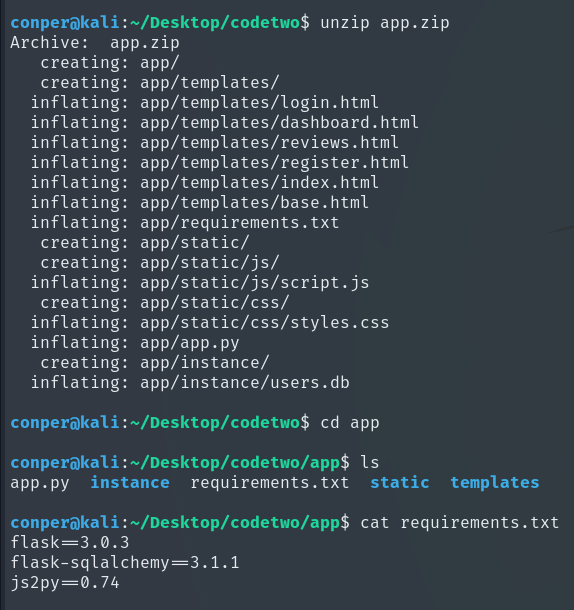 conper@kali:~/Desktop/codetwo$ unzip app.zip
Archive:  app.zip
   creating: app/
   creating: app/templates/
  inflating: app/templates/login.html
  inflating: app/templates/dashboard.html
  inflating: app/templates/reviews.html
  inflating: app/templates/register.html
  inflating: app/templates/index.html
  inflating: app/templates/base.html
  inflating: app/requirements.txt
   creating: app/static/
   creating: app/static/js/
  inflating: app/static/js/script.js
   creating: app/static/css/
  inflating: app/static/css/styles.css
  inflating: app/app.py
   creating: app/instance/
  inflating: app/instance/users.db
conper@kali:~/Desktop/codetwo$ cd app
conper@kali:~/Desktop/codetwo/app$ ls
app.py  instance  requirements.txt  static  templates
conper@kali:~/Desktop/codetwo/app$ cat requirements.txt
flask==3.0.3
flask-sqlalchemy==3.1.1
js2py==0.74